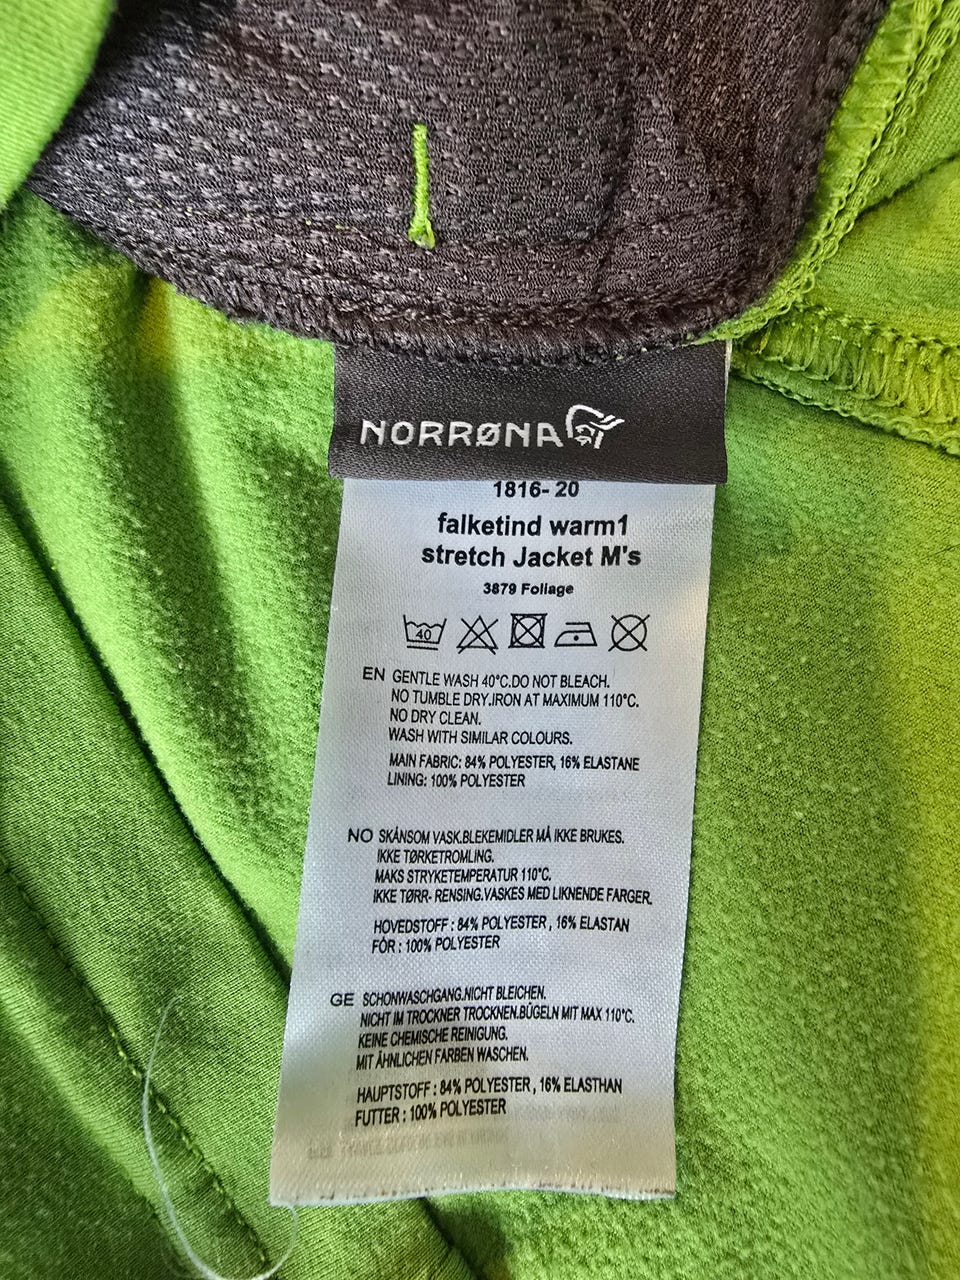 NORRØNA
1816- 20
falketind warm1
stretch Jacket M's
3879 Foliage
40
EN GENTLE WASH 40°C.DO NOT BLEACH.
NO TUMBLE DRY.IRON AT MAXIMUM 110°C.
NO DRY CLEAN.
WASH WITH SIMILAR COLOURS.
MAIN FABRIC: 84% POLYESTER, 16% ELASTANE
LINING: 100% POLYESTER
NO SKÅNSOM VASK.BLEKEMIDLER MÅ IKKE BRUKES.
IKKE TØRKETROMLING.
MAKS STRYKETEMPERATUR 110°C.
IKKE TØRR- RENSING.VASKES MED LIKNENDE FARGER.
HOVEDSTOFF : 84% POLYESTER , 16% ELASTAN
FÓR : 100% POLYESTER
GE SCHONWASCHGANG.NICHT BLEICHEN.
NICHT IM TROCKNER TROCKNEN.BÜGELN MIT MAX 110°C.
KEINE CHEMISCHE REINIGUNG.
MIT ÄHNLICHEN FARBEN WASCHEN.
HAUPTSTOFF : 84% POLYESTER , 16% ELASTHAN
FUTTER : 100% POLYESTER